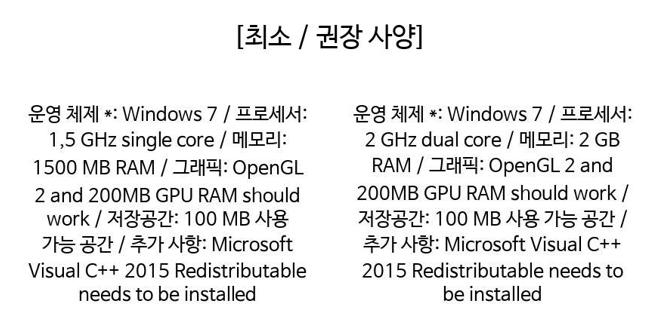 [최소 / 권장 사양]
운영 체제 *: Windows 7 / 프로세서:
1,5 GHz single core / 메모리:
1500 MB RAM / 그래픽: OpenGL
2 and 200MB GPU RAM should
work / 저장공간: 100 MB 사용
가능 공간 / 추가 사항: Microsoft
Visual C++ 2015 Redistributable
needs to be installed
운영 체제 *: Windows 7 / 프로세서:
2 GHz dual core / 메모리: 2 GB
RAM / 그래픽: OpenGL 2 and
200MB GPU RAM should work /
저장공간: 100 MB 사용 가능 공간 /
추가 사항: Microsoft Visual C++
2015 Redistributable needs to
be installed